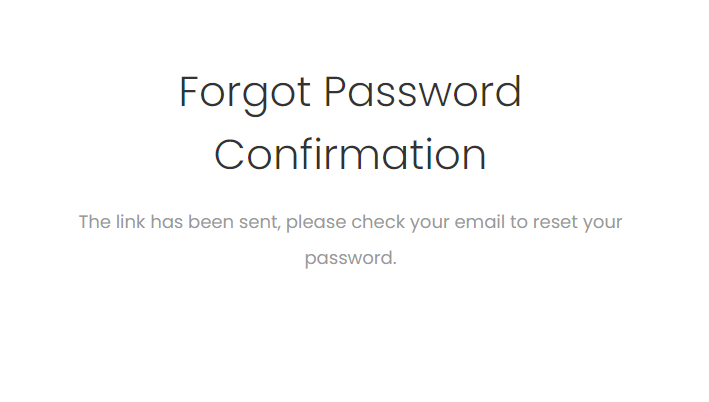 Forgot Password
Confirmation
The link has been sent, please check your email to reset your
password.